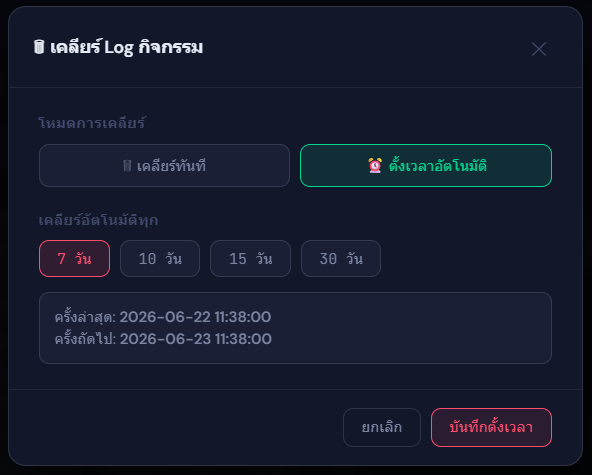 เคลียร์ Log กิจกรรม
โหมดการเคลียร์
เคลียร์ทันที
ตั้งเวลาอัตโนมัติ
เคลียร์อัตโนมัติทุก
7 วัน
10 วัน
15 วัน
30 วัน
ครั้งล่าสุด: 2026-06-22 11:38:00
ครั้งถัดไป: 2026-06-23 11:38:00
ยกเลิก
บันทึกตั้งเวลา